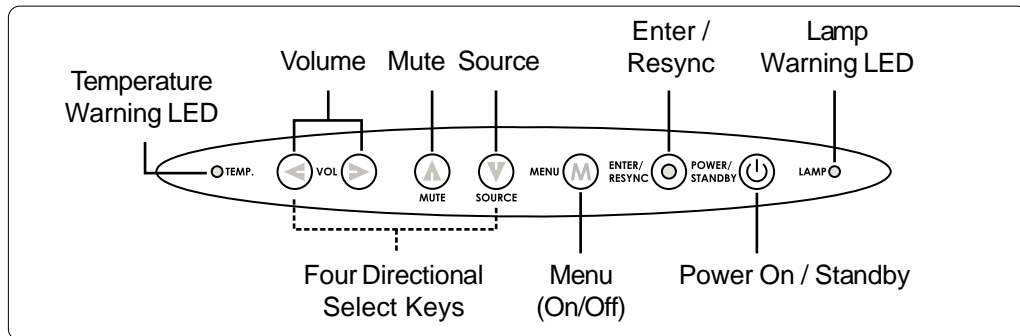 Temperature
Warning LED
Volume
Mute
Source
Enter /
Resync
Lamp
Warning LED
TEMP.
VOL
MUTE
SOURCE
MENU
M
ENTER/
RESYNC
POWER/
STANDBY
LAMP
Four Directional
Select Keys
Menu
(On/Off)
Power On / Standby